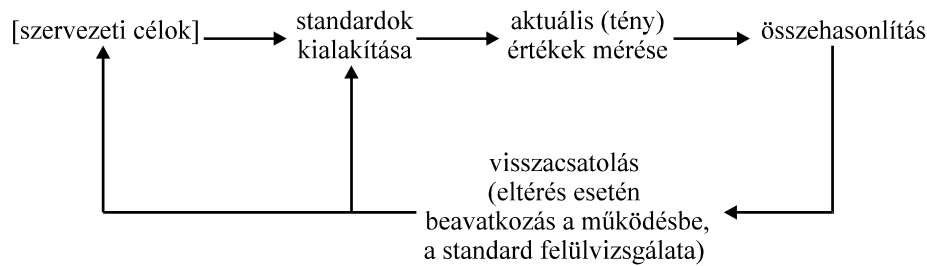 [szervezeti célok]
standardok
kialakítása
aktuális (tény)
értékek mérése
összehasonlítás
visszacsatolás
(eltérés esetén
beavatkozás a működésbe,
a standard felülvizsgálata)